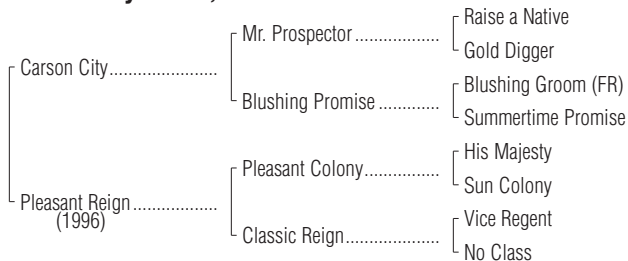 Raise a Native
Mr. Prospector..................
Gold Digger
Carson City.......................
Blushing Groom (FR)
Blushing Promise.............
Summertime Promise
His Majesty
Pleasant Colony................
Sun Colony
Pleasant Reign..................
(1996)
Vice Regent
Classic Reign....................
No Class